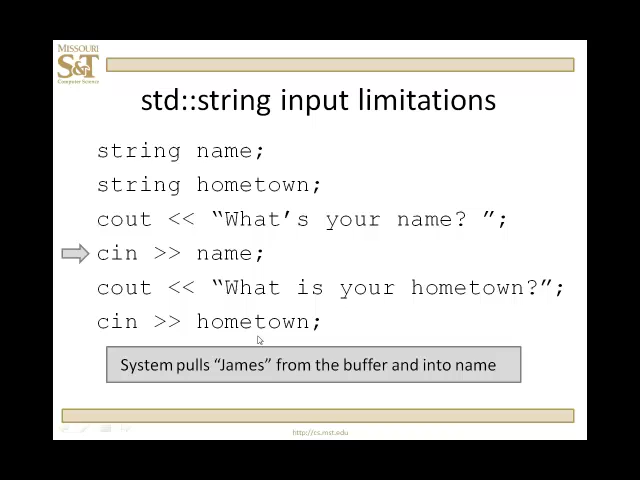 MISSOURI
S&T
Computer Science
std::string input limitations
string name;
string hometown;
cout << “What’s your name? ”;
cin >> name;
cout << “What is your hometown?”;
cin >> hometown;
System pulls “James” from the buffer and into name
http://cs.mst.edu